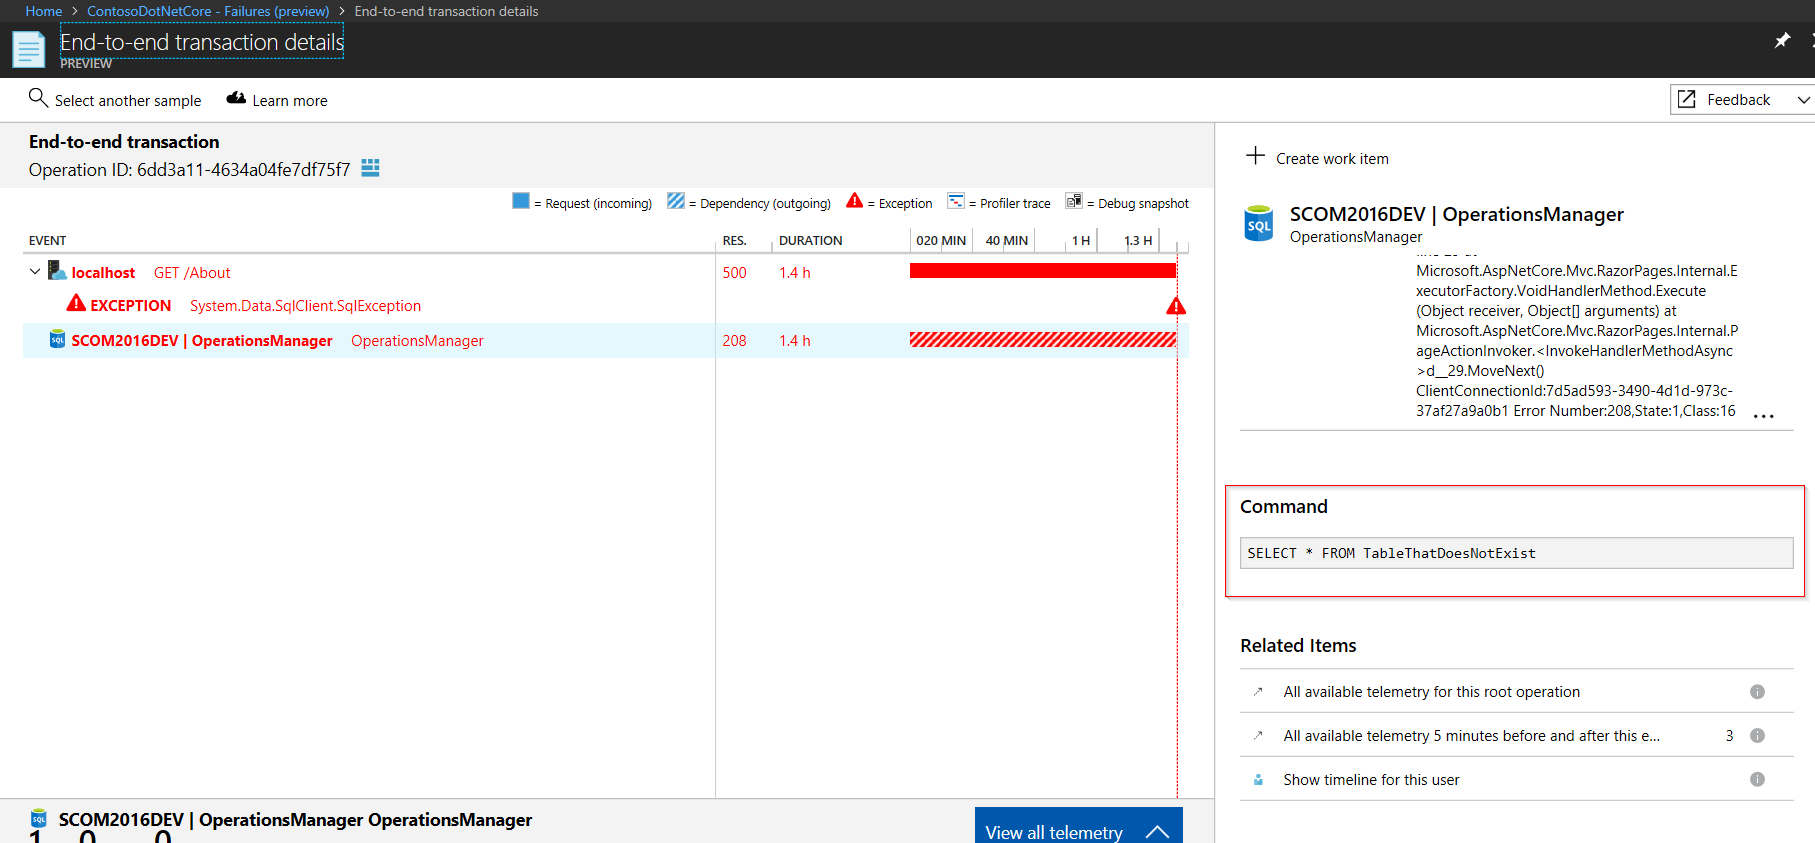 Home > ContosoDotNetCore - Failures (preview) > End-to-end transaction details
End-to-end transaction details
PREVIEW
Select another sample Learn more
Feedback
End-to-end transaction
Operation ID: 6dd3a11-4634a04fe7df75f7
= Request (incoming) = Dependency (outgoing) = Exception = Profiler trace = Debug snapshot
EVENT RES. DURATION 020 MIN 40 MIN 1 H 1.3 H
localhost GET /About 500 1.4 h
EXCEPTION System.Data.SqlClient.SqlException
SQL SCOM2016DEV | OperationsManager OperationsManager 208 1.4 h
SQL SCOM2016DEV | OperationsManager OperationsManager
View all telemetry
Create work item
SQL
SCOM2016DEV | OperationsManager
OperationsManager
Microsoft.AspNetCore.Mvc.RazorPages.Internal.E
xecutorFactory.VoidHandlerMethod.Execute
(Object receiver, Object[] arguments) at
Microsoft.AspNetCore.Mvc.RazorPages.Internal.P
ageActionInvoker.<InvokeHandlerMethodAsync
>d__29.MoveNext()
ClientConnectionId:7d5ad593-3490-4d1d-973c-
37af27a9a0b1 Error Number:208,State:1,Class:16
...
Command
SELECT * FROM TableThatDoesNotExist
Related Items
All available telemetry for this root operation
All available telemetry 5 minutes before and after this e... 3
Show timeline for this user